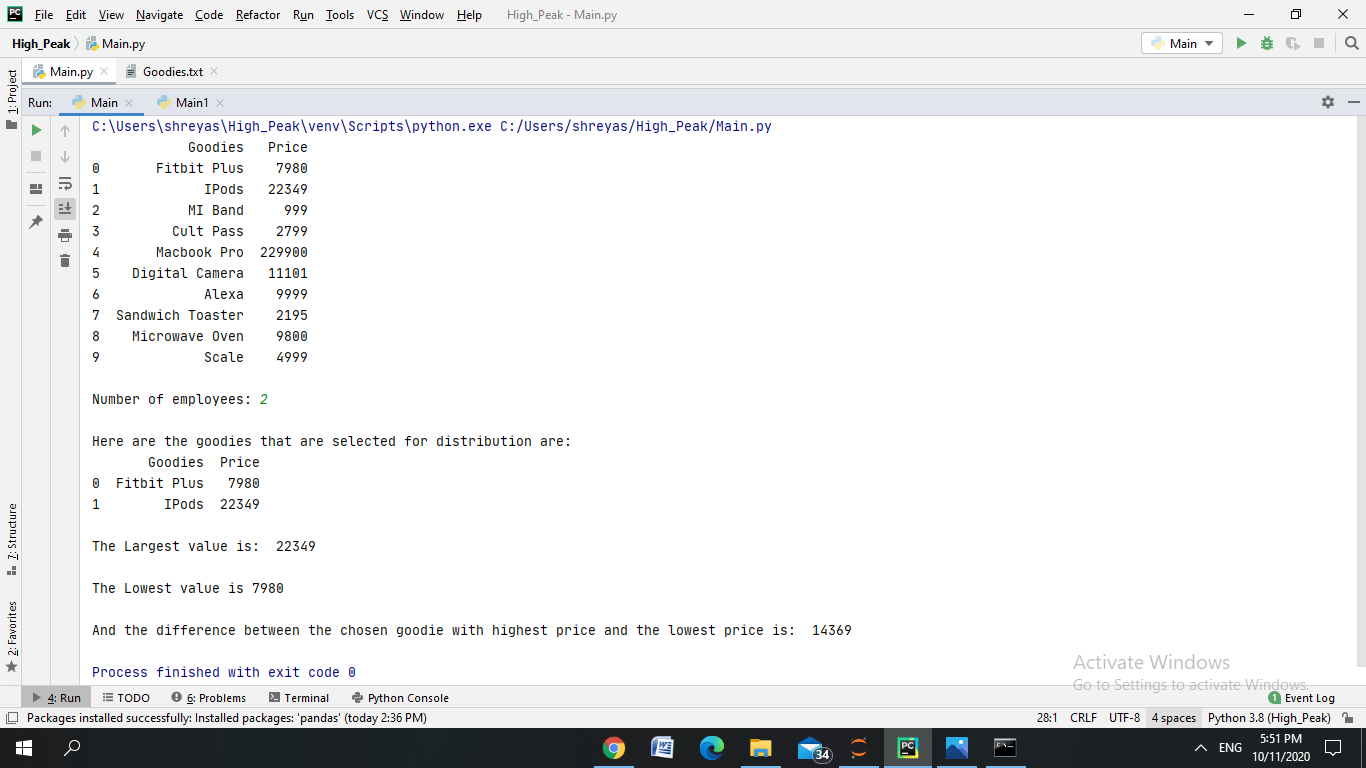 File Edit View Navigate Code Refactor Run Tools VCS Window Help High_Peak - Main.py
High_Peak Main.py Main
Main.py Goodies.txt
1: Project
Run: Main Main1
C:\Users\shreyas\High_Peak\venv\Scripts\python.exe C:/Users/shreyas/High_Peak/Main.py
Goodies Price
0 Fitbit Plus 7980
1 IPods 22349
2 MI Band 999
3 Cult Pass 2799
4 Macbook Pro 229900
5 Digital Camera 11101
6 Alexa 9999
7 Sandwich Toaster 2195
8 Microwave Oven 9800
9 Scale 4999
Number of employees: 2
Here are the goodies that are selected for distribution are:
Goodies Price
0 Fitbit Plus 7980
1 IPods 22349
The Largest value is: 22349
The Lowest value is 7980
And the difference between the chosen goodie with highest price and the lowest price is: 14369
Process finished with exit code 0
7: Structure
2: Favorites
Activate Windows
Go to Settings to activate Windows.
4: Run TODO 6: Problems Terminal Python Console 1 Event Log
Packages installed successfully: Installed packages: 'pandas' (today 2:36 PM) 28:1 CRLF UTF-8 4 spaces Python 3.8 (High_Peak)
34 ENG 5:51 PM
10/11/2020